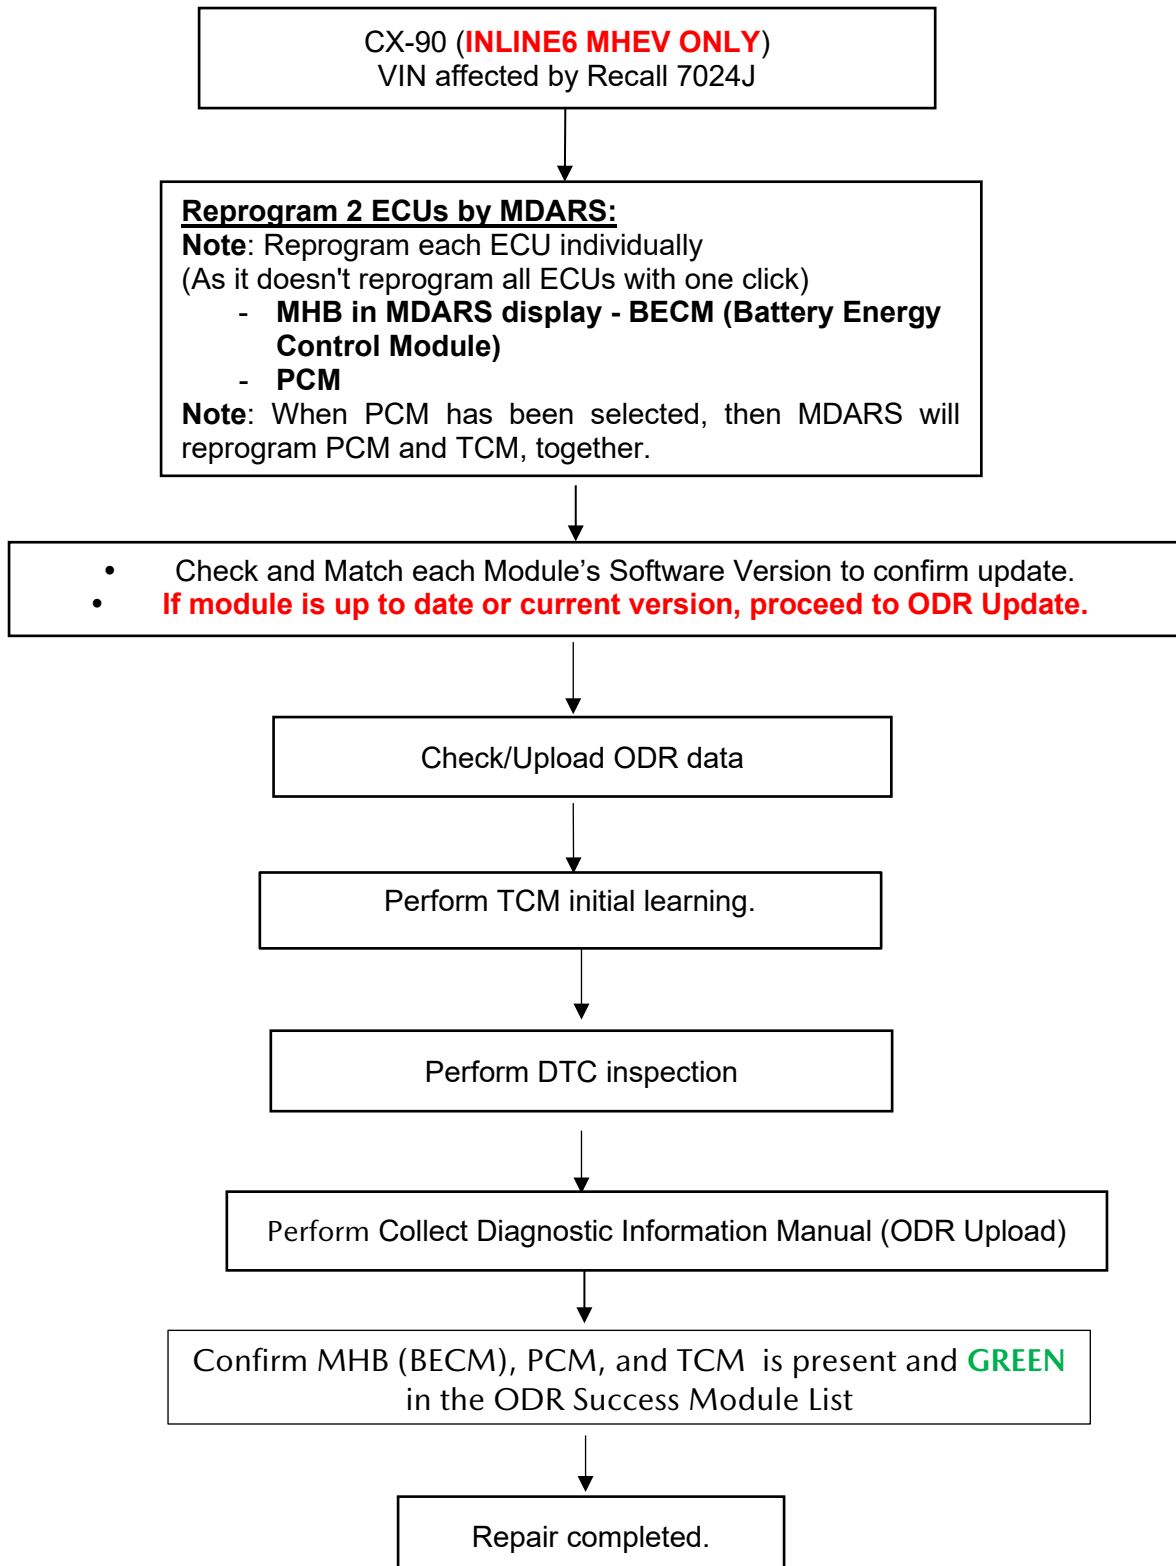 CX-90 (INLINE6 MHEV ONLY)
VIN affected by Recall 7024J
Reprogram 2 ECUs by MDARS:
Note: Reprogram each ECU individually
(As it doesn't reprogram all ECUs with one click)
- MHB in MDARS display - BECM (Battery Energy
Control Module)
- PCM
Note: When PCM has been selected, then MDARS will
reprogram PCM and TCM, together.
• Check and Match each Module’s Software Version to confirm update.
• If module is up to date or current version, proceed to ODR Update.
Check/Upload ODR data
Perform TCM initial learning.
Perform DTC inspection
Perform Collect Diagnostic Information Manual (ODR Upload)
Confirm MHB (BECM), PCM, and TCM is present and GREEN
in the ODR Success Module List
Repair completed.